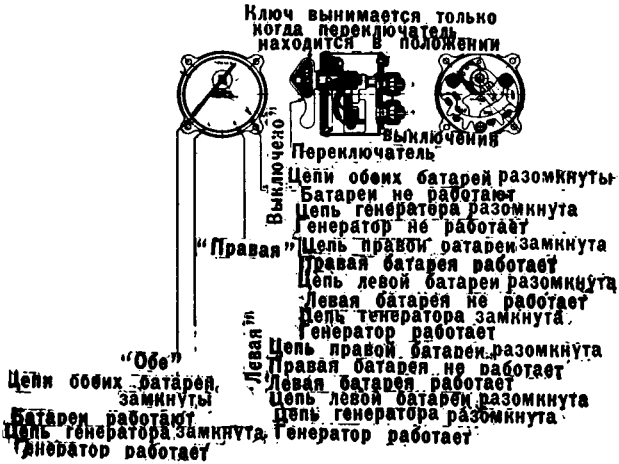 Ключ вынимается только
когда переключатель
находится в положении
выключения
Переключатель
"Выключено"
Цепи обеих батарей разомкнуты
Батареи не работают
Цепь генератора разомкнута
Генератор не работает
"Правая"
Цепь правой батареи замкнута
Правая батарея работает
Цепь левой батареи разомкнута
Левая батарея не работает
Цепь генератора замкнута
Генератор работает
"Левая"
Цепь правой батареи разомкнута
Правая батарея не работает
Левая батарея работает
Цепь левой батареи разомкнута
Цепь генератора разомкнута
Генератор работает
"Обе"
Цепи обеих батарей
замкнуты
Батареи работают
Цепь генератора замкнута
Генератор работает